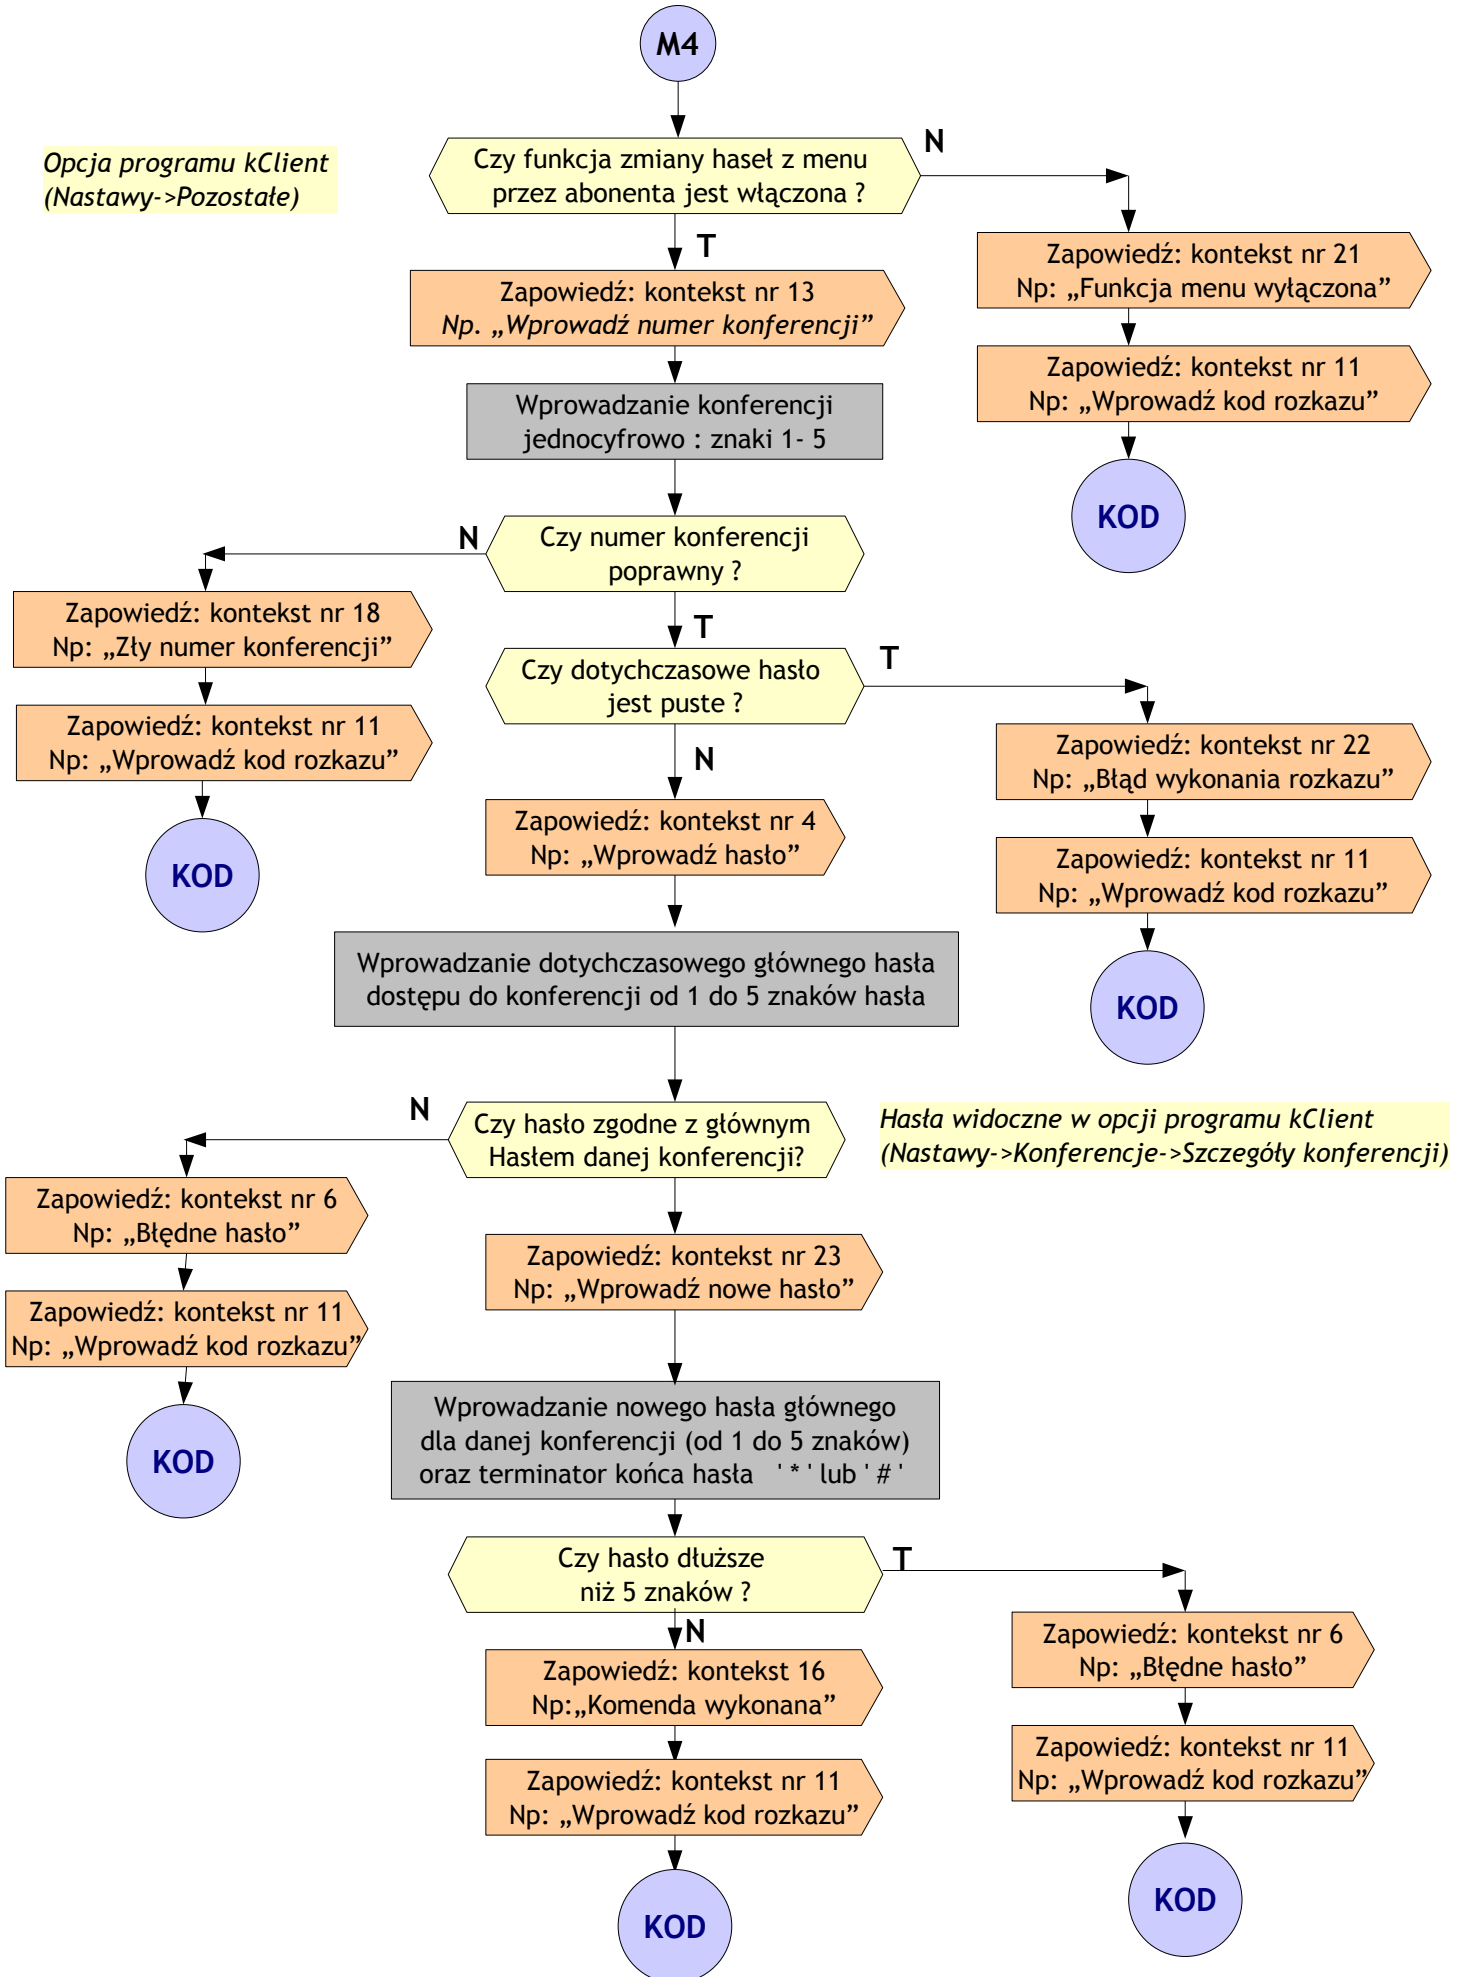 M4
Opcja programu kClient
(Nastawy->Pozostałe)
Czy funkcja zmiany haseł z menu
przez abonenta jest włączona ?
N
T
Zapowiedź: kontekst nr 21
Np: „Funkcja menu wyłączona”
Zapowiedź: kontekst nr 13
Np. „Wprowadź numer konferencji”
Zapowiedź: kontekst nr 11
Np: „Wprowadź kod rozkazu”
Wprowadzanie konferencji
jednocyfrowo : znaki 1- 5
KOD
Czy numer konferencji
poprawny ?
N
T
Zapowiedź: kontekst nr 18
Np: „Zły numer konferencji”
Czy dotychczasowe hasło
jest puste ?
T
N
Zapowiedź: kontekst nr 11
Np: „Wprowadź kod rozkazu”
Zapowiedź: kontekst nr 22
Np: „Błąd wykonania rozkazu”
Zapowiedź: kontekst nr 4
Np: „Wprowadź hasło”
KOD
Zapowiedź: kontekst nr 11
Np: „Wprowadź kod rozkazu”
Wprowadzanie dotychczasowego głównego hasła
dostępu do konferencji od 1 do 5 znaków hasła
KOD
N
Czy hasło zgodne z głównym
Hasłem danej konferencji?
Hasła widoczne w opcji programu kClient
(Nastawy->Konferencje->Szczegóły konferencji)
Zapowiedź: kontekst nr 6
Np: „Błędne hasło”
Zapowiedź: kontekst nr 23
Np: „Wprowadź nowe hasło”
Zapowiedź: kontekst nr 11
Np: „Wprowadź kod rozkazu”
KOD
Wprowadzanie nowego hasła głównego
dla danej konferencji (od 1 do 5 znaków)
oraz terminator końca hasła ' * ' lub ' # '
Czy hasło dłuższe
niż 5 znaków ?
T
N
Zapowiedź: kontekst nr 6
Np: „Błędne hasło”
Zapowiedź: kontekst 16
Np:„Komenda wykonana”
Zapowiedź: kontekst nr 11
Np: „Wprowadź kod rozkazu”
Zapowiedź: kontekst nr 11
Np: „Wprowadź kod rozkazu”
KOD
KOD